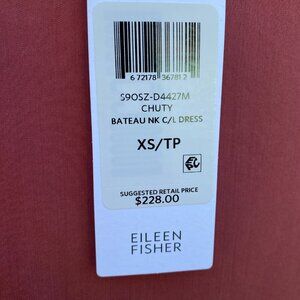 6 72178 36781 2
S9OSZ-D4427M
CHUTY
BATEAU NK C/L DRESS
XS/TP
SUGGESTED RETAIL PRICE
$228.00
EILEEN
FISHER